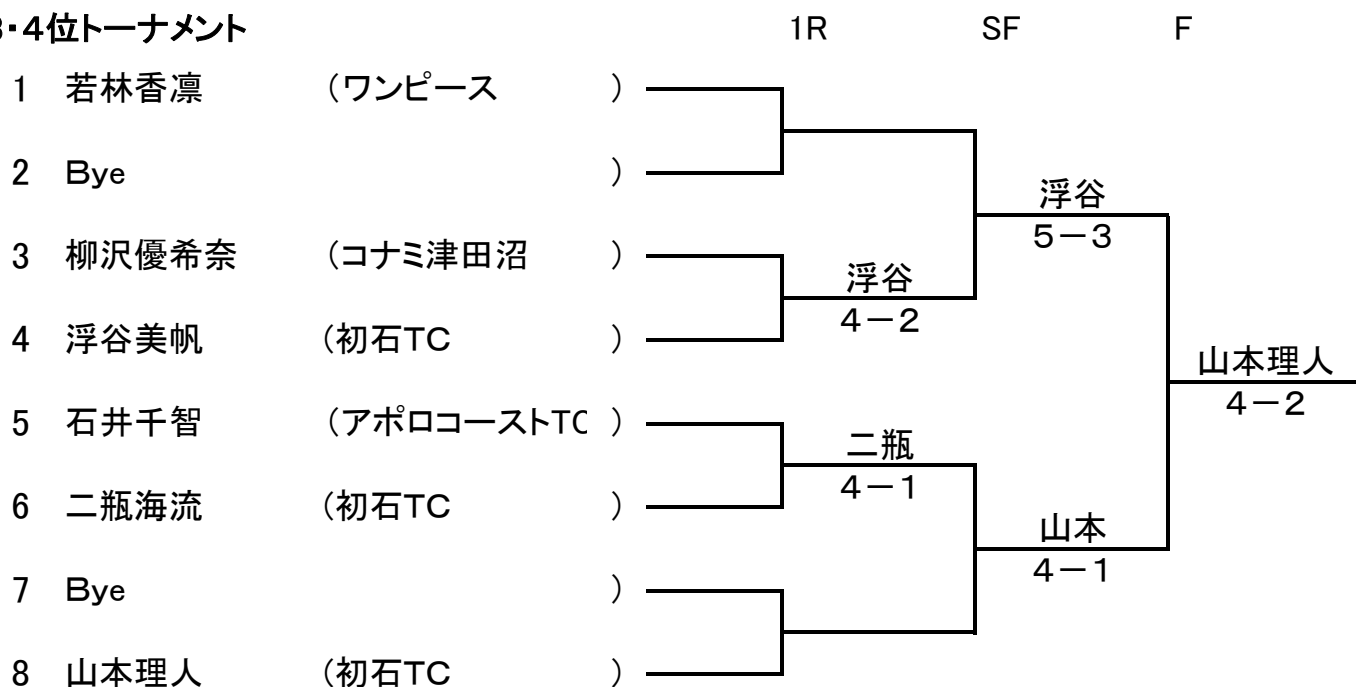 3・4位トーナメント 1R SF F
1 若林香凛 (ワンピース )
2 Bye )
浮谷
5-3
3 柳沢優希奈 (コナミ津田沼 )
浮谷
4-2
4 浮谷美帆 (初石TC )
山本理人
4-2
5 石井千智 (アポロコーストTC )
二瓶
4-1
6 二瓶海流 (初石TC )
山本
4-1
7 Bye )
8 山本理人 (初石TC )